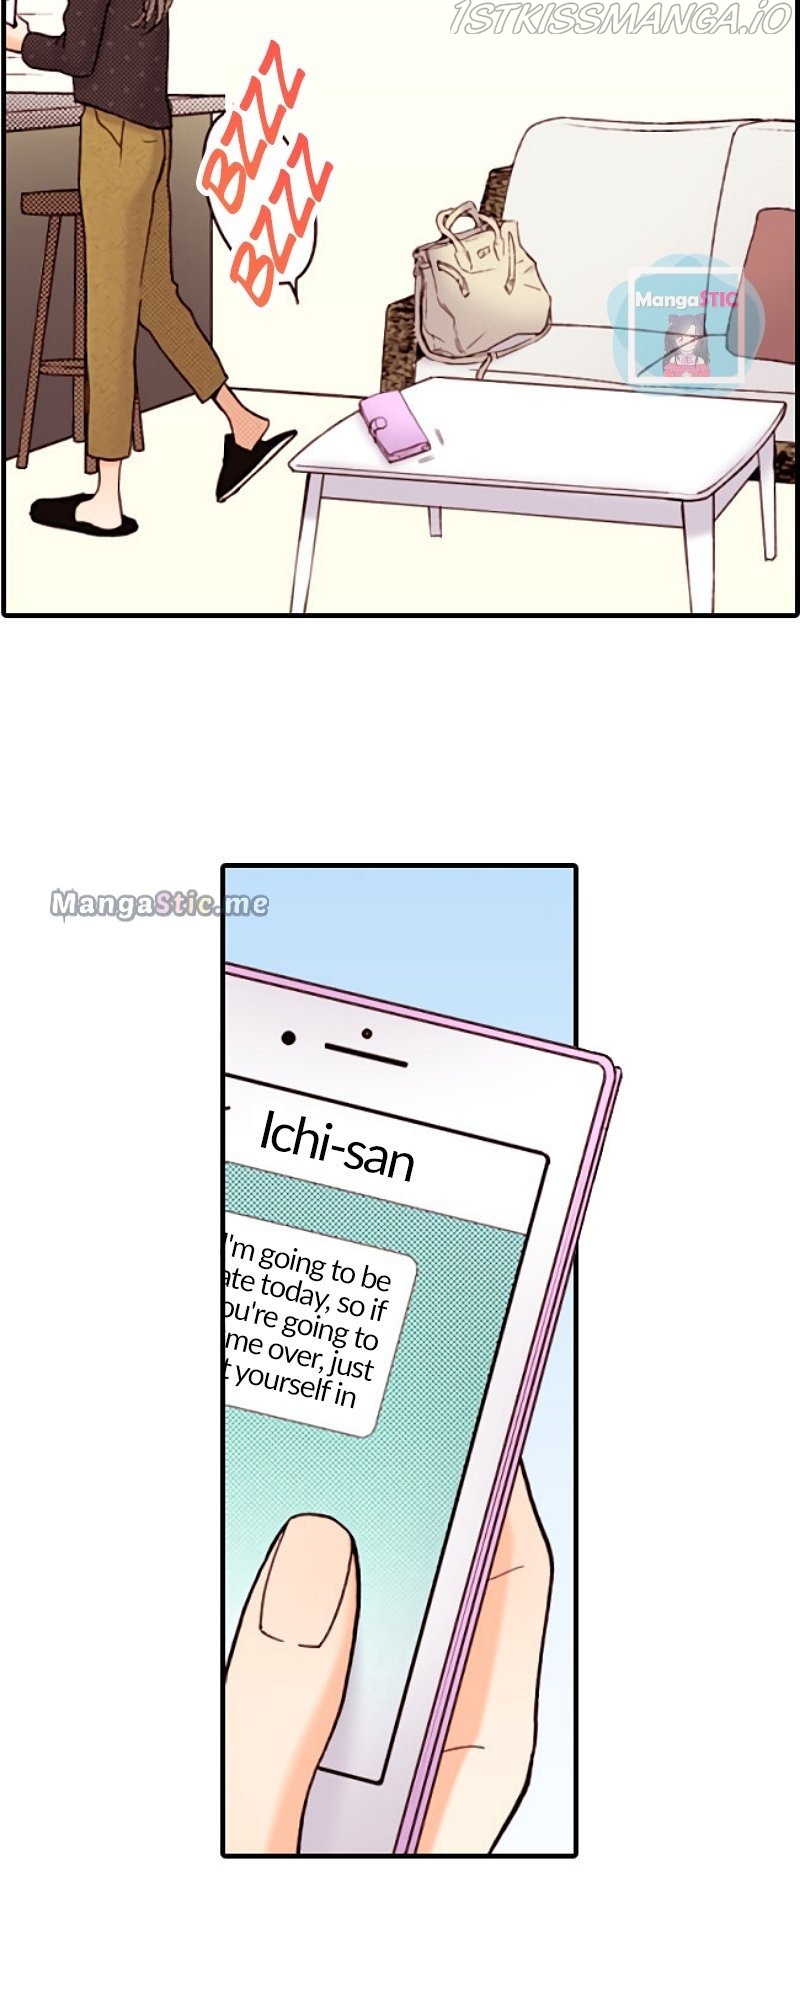 1STKISSMANGA.IO
BZZZ
BZZZ
MangaSTIC
MangaStic.me
Ichi-san
I'm going to be
ate today, so if
ou're going to
me over, just
t yourself in